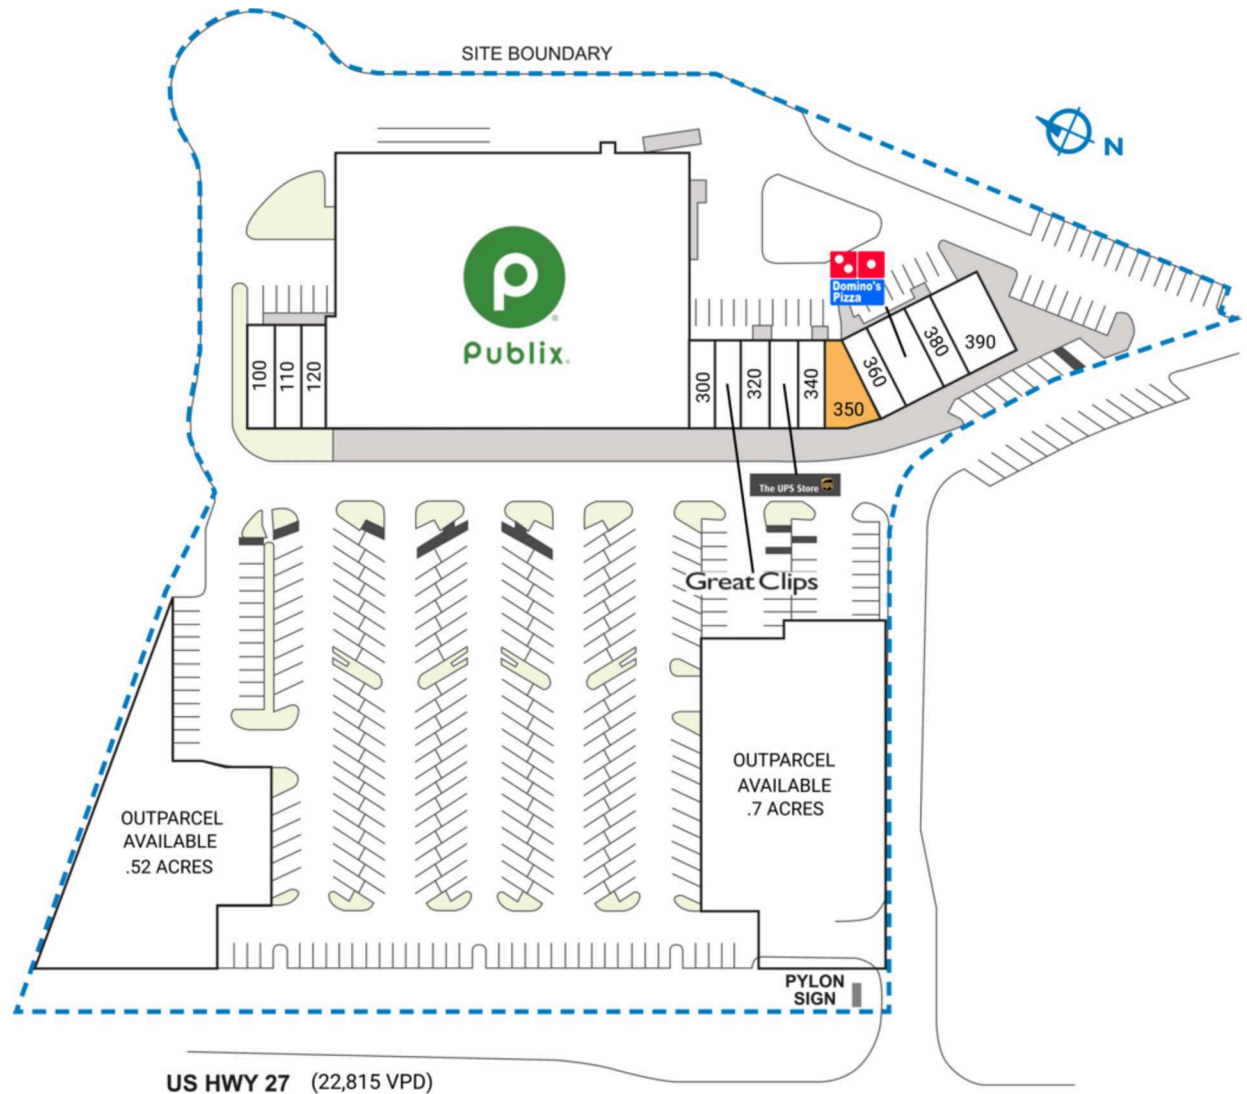 SITE BOUNDARY
N
Publix
Domino's
Pizza
100
110
120
300
320
340
350
360
380
390
The UPS Store
ups
Great Clips
OUTPARCEL
AVAILABLE
.7 ACRES
OUTPARCEL
AVAILABLE
.52 ACRES
PYLON
SIGN
US HWY 27 (22,815 VPD)